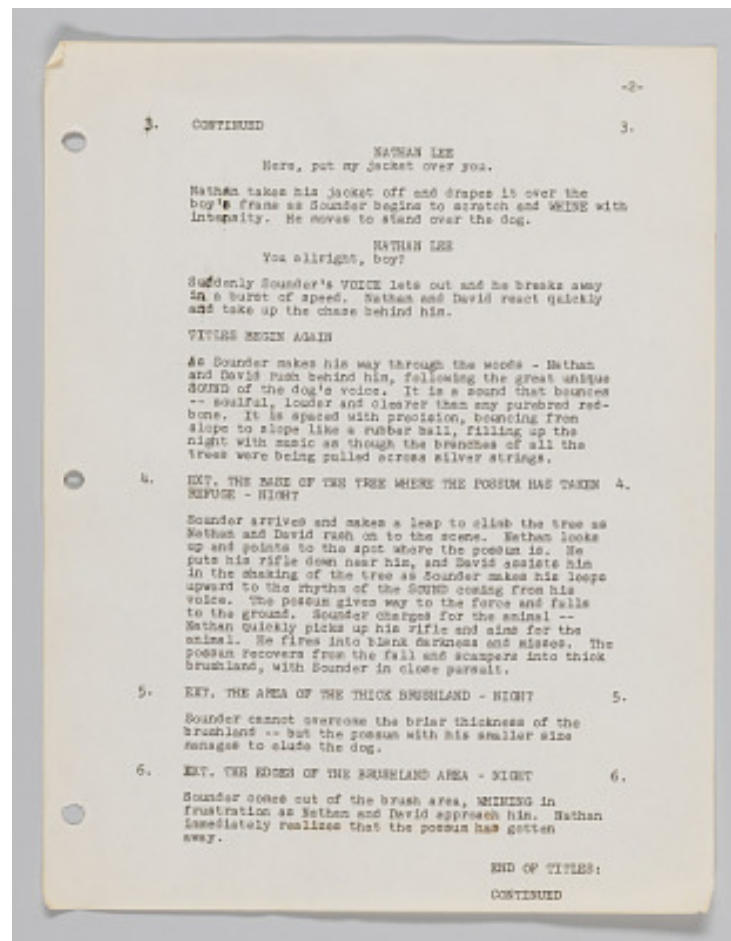 -2-
3. CONTINUED 3.
NATHAN LEE
Here, put my jacket over you.
Nathan takes his jacket off and drapes it over the
boy's frame as Sounder begins to scratch and WHINE with
intensity. He moves to stand over the dog.
NATHAN LEE
You allright, boy?
Suddenly Sounder's VOICE lets out and he breaks away
in a burst of speed. Nathan and David react quickly
and take up the chase behind him.
TITLES BEGIN AGAIN
As Sounder makes his way through the woods - Nathan
and David rush behind him, following the great unique
SOUND of the dog's voice. It is a sound that bounces
-- soulful, louder and clearer than any purebred red-
bone. It is spaced with precision, bouncing from
slope to slope like a rubber ball, filling up the
night with music as though the branches of all the
trees were being pulled across silver strings.
4. EXT. THE BASE OF THE TREE WHERE THE POSSUM HAS TAKEN 4.
REFUGE - NIGHT
Sounder arrives and makes a leap to climb the tree as
Nathan and David rush on to the scene. Nathan looks
up and points to the spot where the possum is. He
puts his rifle down near him, and David assists him
in the shaking of the tree as Sounder makes his leaps
upward to the rhythm of the SOUND coming from his
voice. The possum gives way to the force and falls
to the ground. Sounder charges for the animal --
Nathan quickly picks up his rifle and aims for the
animal. He fires into blank darkness and misses. The
possum recovers from the fall and scampers into thick
brushland, with Sounder in close pursuit.
5. EXT. THE AREA OF THE THICK BRUSHLAND - NIGHT 5.
Sounder cannot overcome the briar thickness of the
brushland -- but the possum with his smaller size
manages to elude the dog.
6. EXT. THE EDGES OF THE BRUSHLAND AREA - NIGHT 6.
Sounder comes out of the brush area, WHINING in
frustration as Nathan and David approach him. Nathan
immediately realizes that the possum has gotten
away.
END OF TITLES:
CONTINUED